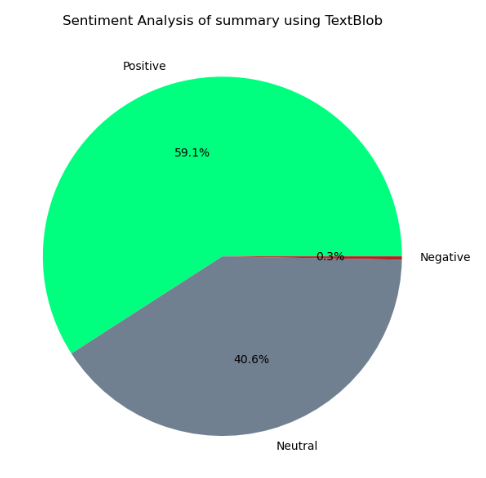 Sentiment Analysis of summary using TextBlob
Positive
59.1%
0.3%
Negative
40.6%
Neutral